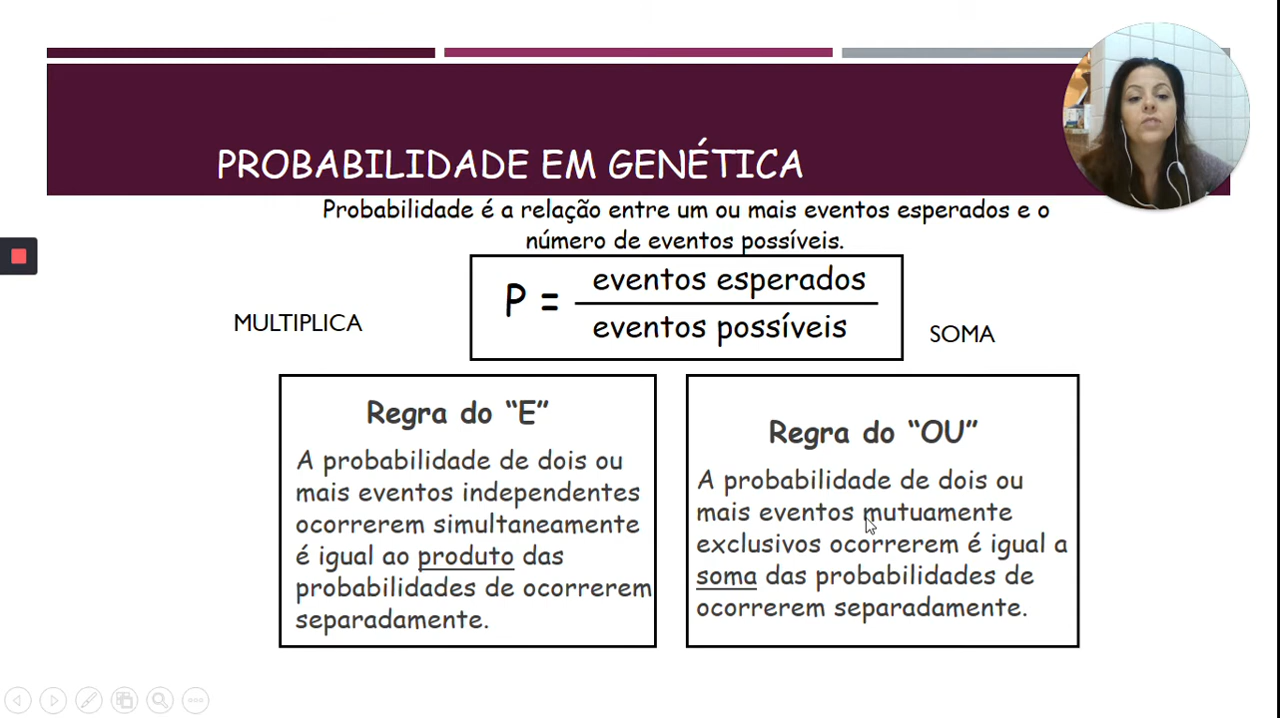 PROBABILIDADE EM GENÉTICA
Probabilidade é a relação entre um ou mais eventos esperados e o
número de eventos possíveis.
P = eventos esperados
eventos possíveis
MULTIPLICA
SOMA
Regra do “E”
A probabilidade de dois ou
mais eventos independentes
ocorrerem simultaneamente
é igual ao produto das
probabilidades de ocorrerem
separadamente.
Regra do “OU”
A probabilidade de dois ou
mais eventos mutuamente
exclusivos ocorrerem é igual a
soma das probabilidades de
ocorrerem separadamente.